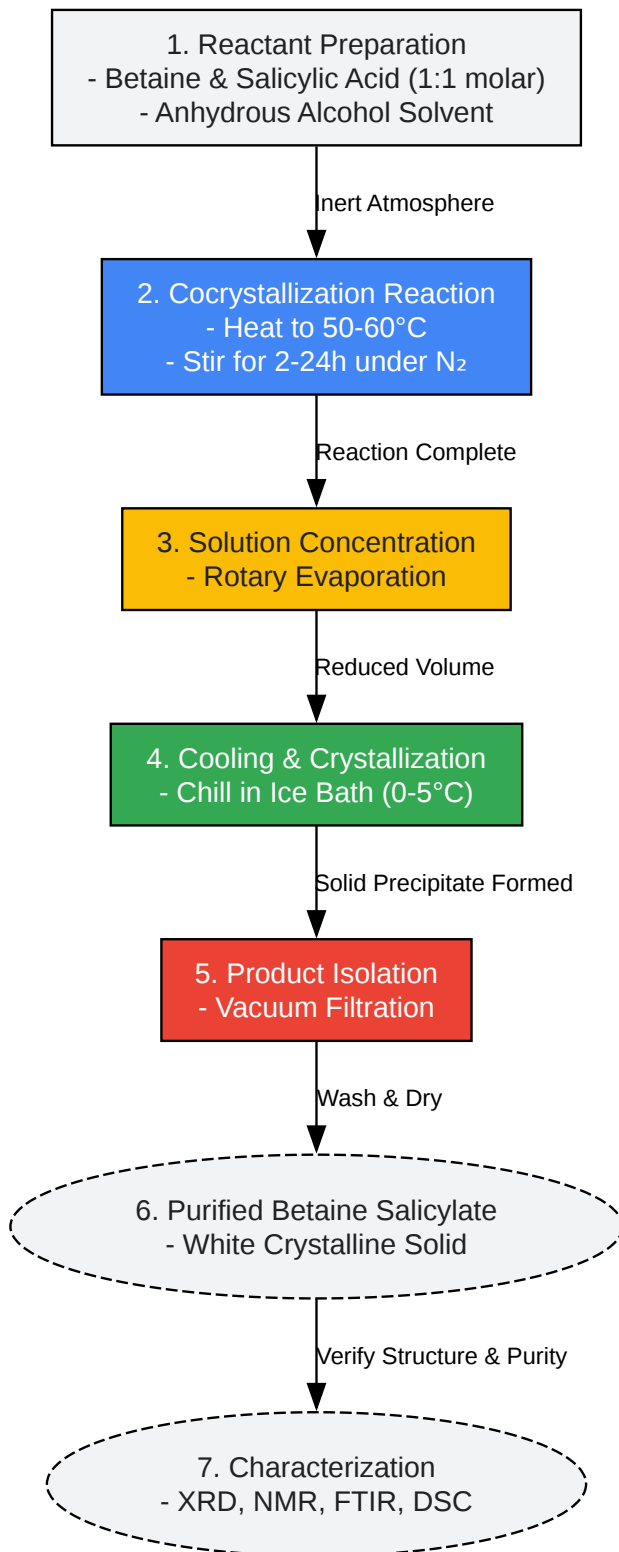 1. Reactant Preparation
- Betaine & Salicylic Acid (1:1 molar)
- Anhydrous Alcohol Solvent
Inert Atmosphere
2. Cocrystallization Reaction
- Heat to 50-60°C
- Stir for 2-24h under N₂
Reaction Complete
3. Solution Concentration
- Rotary Evaporation
Reduced Volume
4. Cooling & Crystallization
- Chill in Ice Bath (0-5°C)
Solid Precipitate Formed
5. Product Isolation
- Vacuum Filtration
Wash & Dry
6. Purified Betaine Salicylate
- White Crystalline Solid
Verify Structure & Purity
7. Characterization
- XRD, NMR, FTIR, DSC